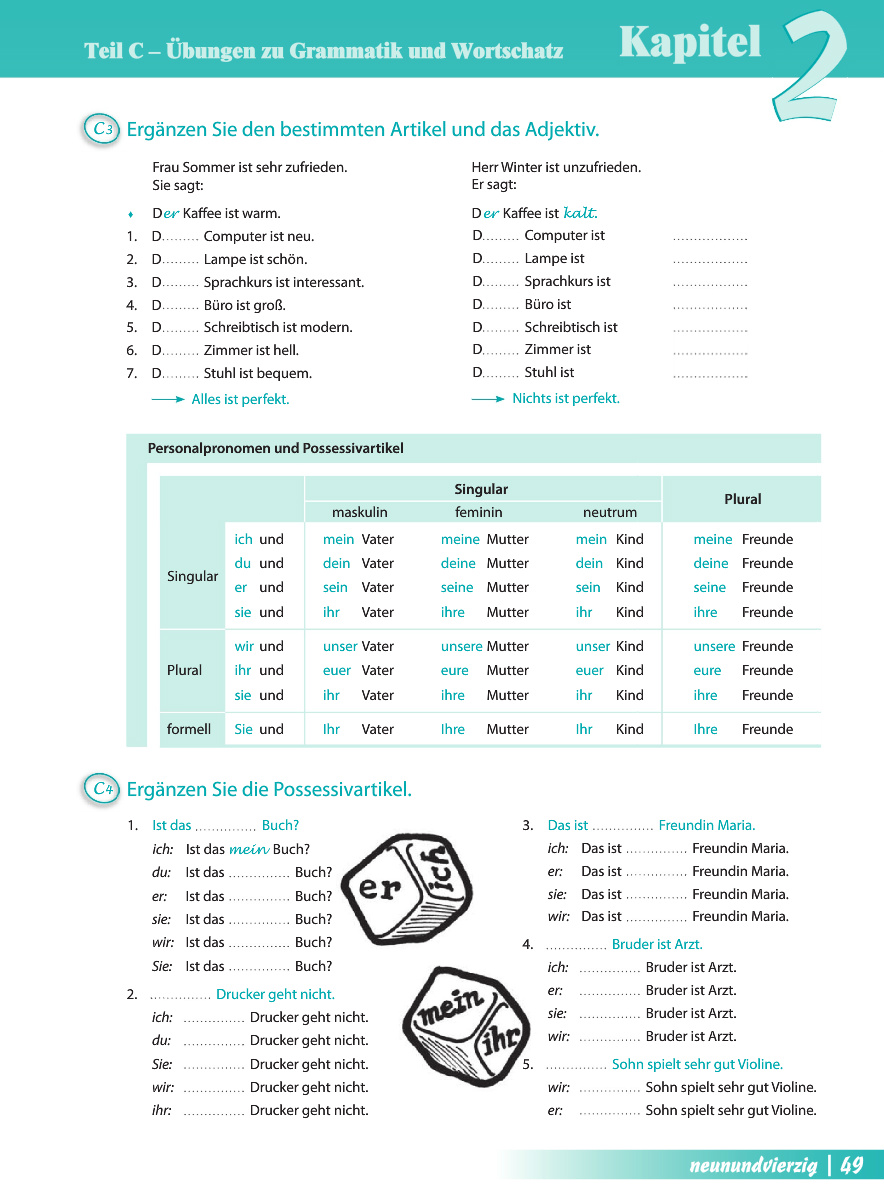 Teil C – Übungen zu Grammatik und Wortschatz Kapitel 2
C3 Ergänzen Sie den bestimmten Artikel und das Adjektiv.
Frau Sommer ist sehr zufrieden.
Sie sagt:
♦ Der Kaffee ist warm.
1. D......... Computer ist neu.
2. D......... Lampe ist schön.
3. D......... Sprachkurs ist interessant.
4. D......... Büro ist groß.
5. D......... Schreibtisch ist modern.
6. D......... Zimmer ist hell.
7. D......... Stuhl ist bequem.
Alles ist perfekt.
Herr Winter ist unzufrieden.
Er sagt:
Der Kaffee ist kalt.
D......... Computer ist ..................
D......... Lampe ist ..................
D......... Sprachkurs ist ..................
D......... Büro ist ..................
D......... Schreibtisch ist ..................
D......... Zimmer ist ..................
D......... Stuhl ist ..................
Nichts ist perfekt.
Personalpronomen und Possessivartikel
Singular Plural
maskulin feminin neutrum
Singular
ich und mein Vater meine Mutter mein Kind meine Freunde
du und dein Vater deine Mutter dein Kind deine Freunde
er und sein Vater seine Mutter sein Kind seine Freunde
sie und ihr Vater ihre Mutter ihr Kind ihre Freunde
Plural
wir und unser Vater unsere Mutter unser Kind unsere Freunde
ihr und euer Vater eure Mutter euer Kind eure Freunde
sie und ihr Vater ihre Mutter ihr Kind ihre Freunde
formell Sie und Ihr Vater Ihre Mutter Ihr Kind Ihre Freunde
C4 Ergänzen Sie die Possessivartikel.
1. Ist das ............... Buch?
ich: Ist das mein Buch?
du: Ist das ............... Buch?
er: Ist das ............... Buch?
sie: Ist das ............... Buch?
wir: Ist das ............... Buch?
Sie: Ist das ............... Buch?
2. ............... Drucker geht nicht.
ich: ............... Drucker geht nicht.
du: ............... Drucker geht nicht.
Sie: ............... Drucker geht nicht.
wir: ............... Drucker geht nicht.
ihr: ............... Drucker geht nicht.
er ich
mein
ihr
3. Das ist ............... Freundin Maria.
ich: Das ist ............... Freundin Maria.
er: Das ist ............... Freundin Maria.
sie: Das ist ............... Freundin Maria.
wir: Das ist ............... Freundin Maria.
4. ............... Bruder ist Arzt.
ich: ............... Bruder ist Arzt.
er: ............... Bruder ist Arzt.
sie: ............... Bruder ist Arzt.
wir: ............... Bruder ist Arzt.
5. ............... Sohn spielt sehr gut Violine.
wir: ............... Sohn spielt sehr gut Violine.
er: ............... Sohn spielt sehr gut Violine.
neunundvierzig | 49